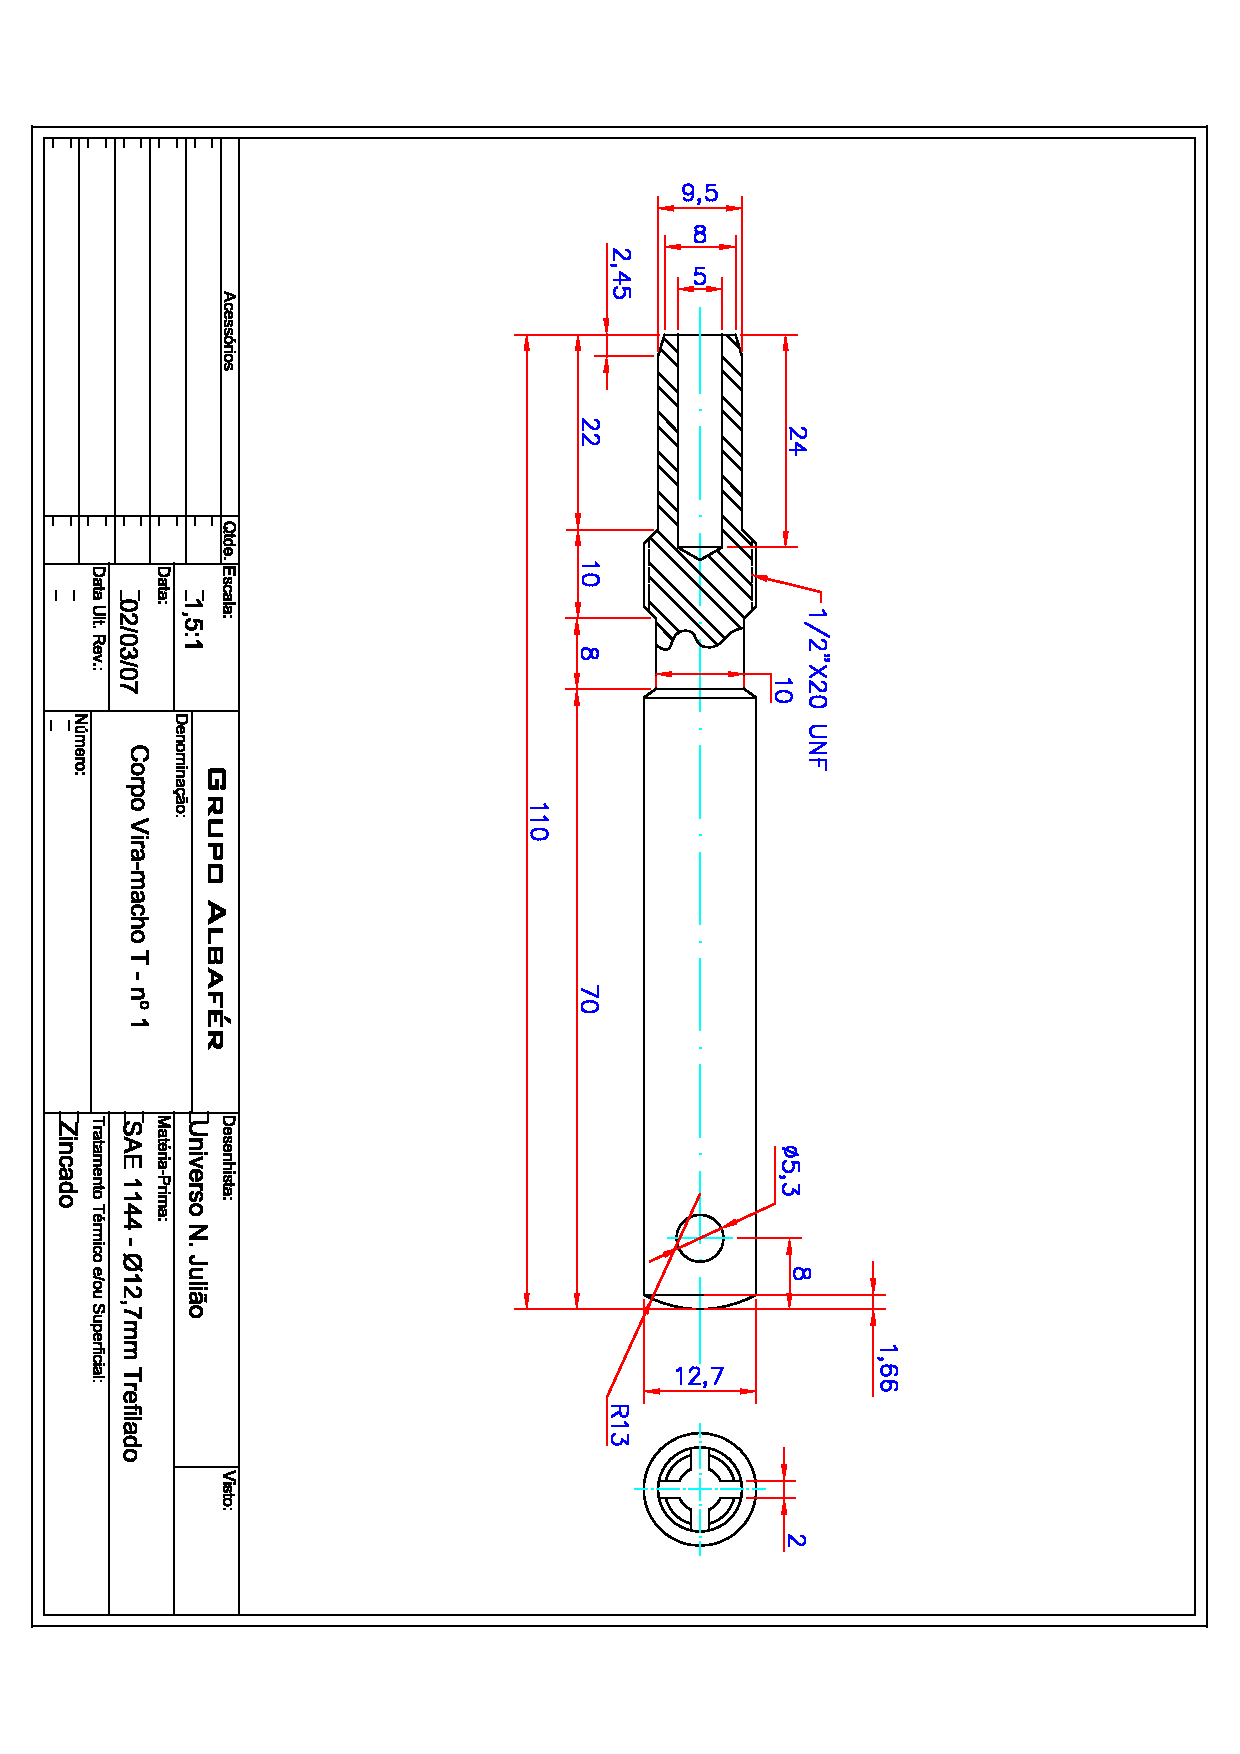 9,5
8
5
2,45
24
22
10
8
1/2"X20 UNF
10
110
70
ø5,3
8
1,66
12,7
R13
2
Acessórios
Qtde.
Escala:
1,5:1
Data:
02/03/07
Data Ult. Rev.:
GRUPO ALBAFÉR
Denominação:
Corpo Vira-macho T - nº 1
Número:
Desenhista:
Universo N. Julião
Visto:
Matéria-Prima:
SAE 1144 - Ø12,7mm Trefilado
Tratamento Térmico e/ou Superficial:
Zincado